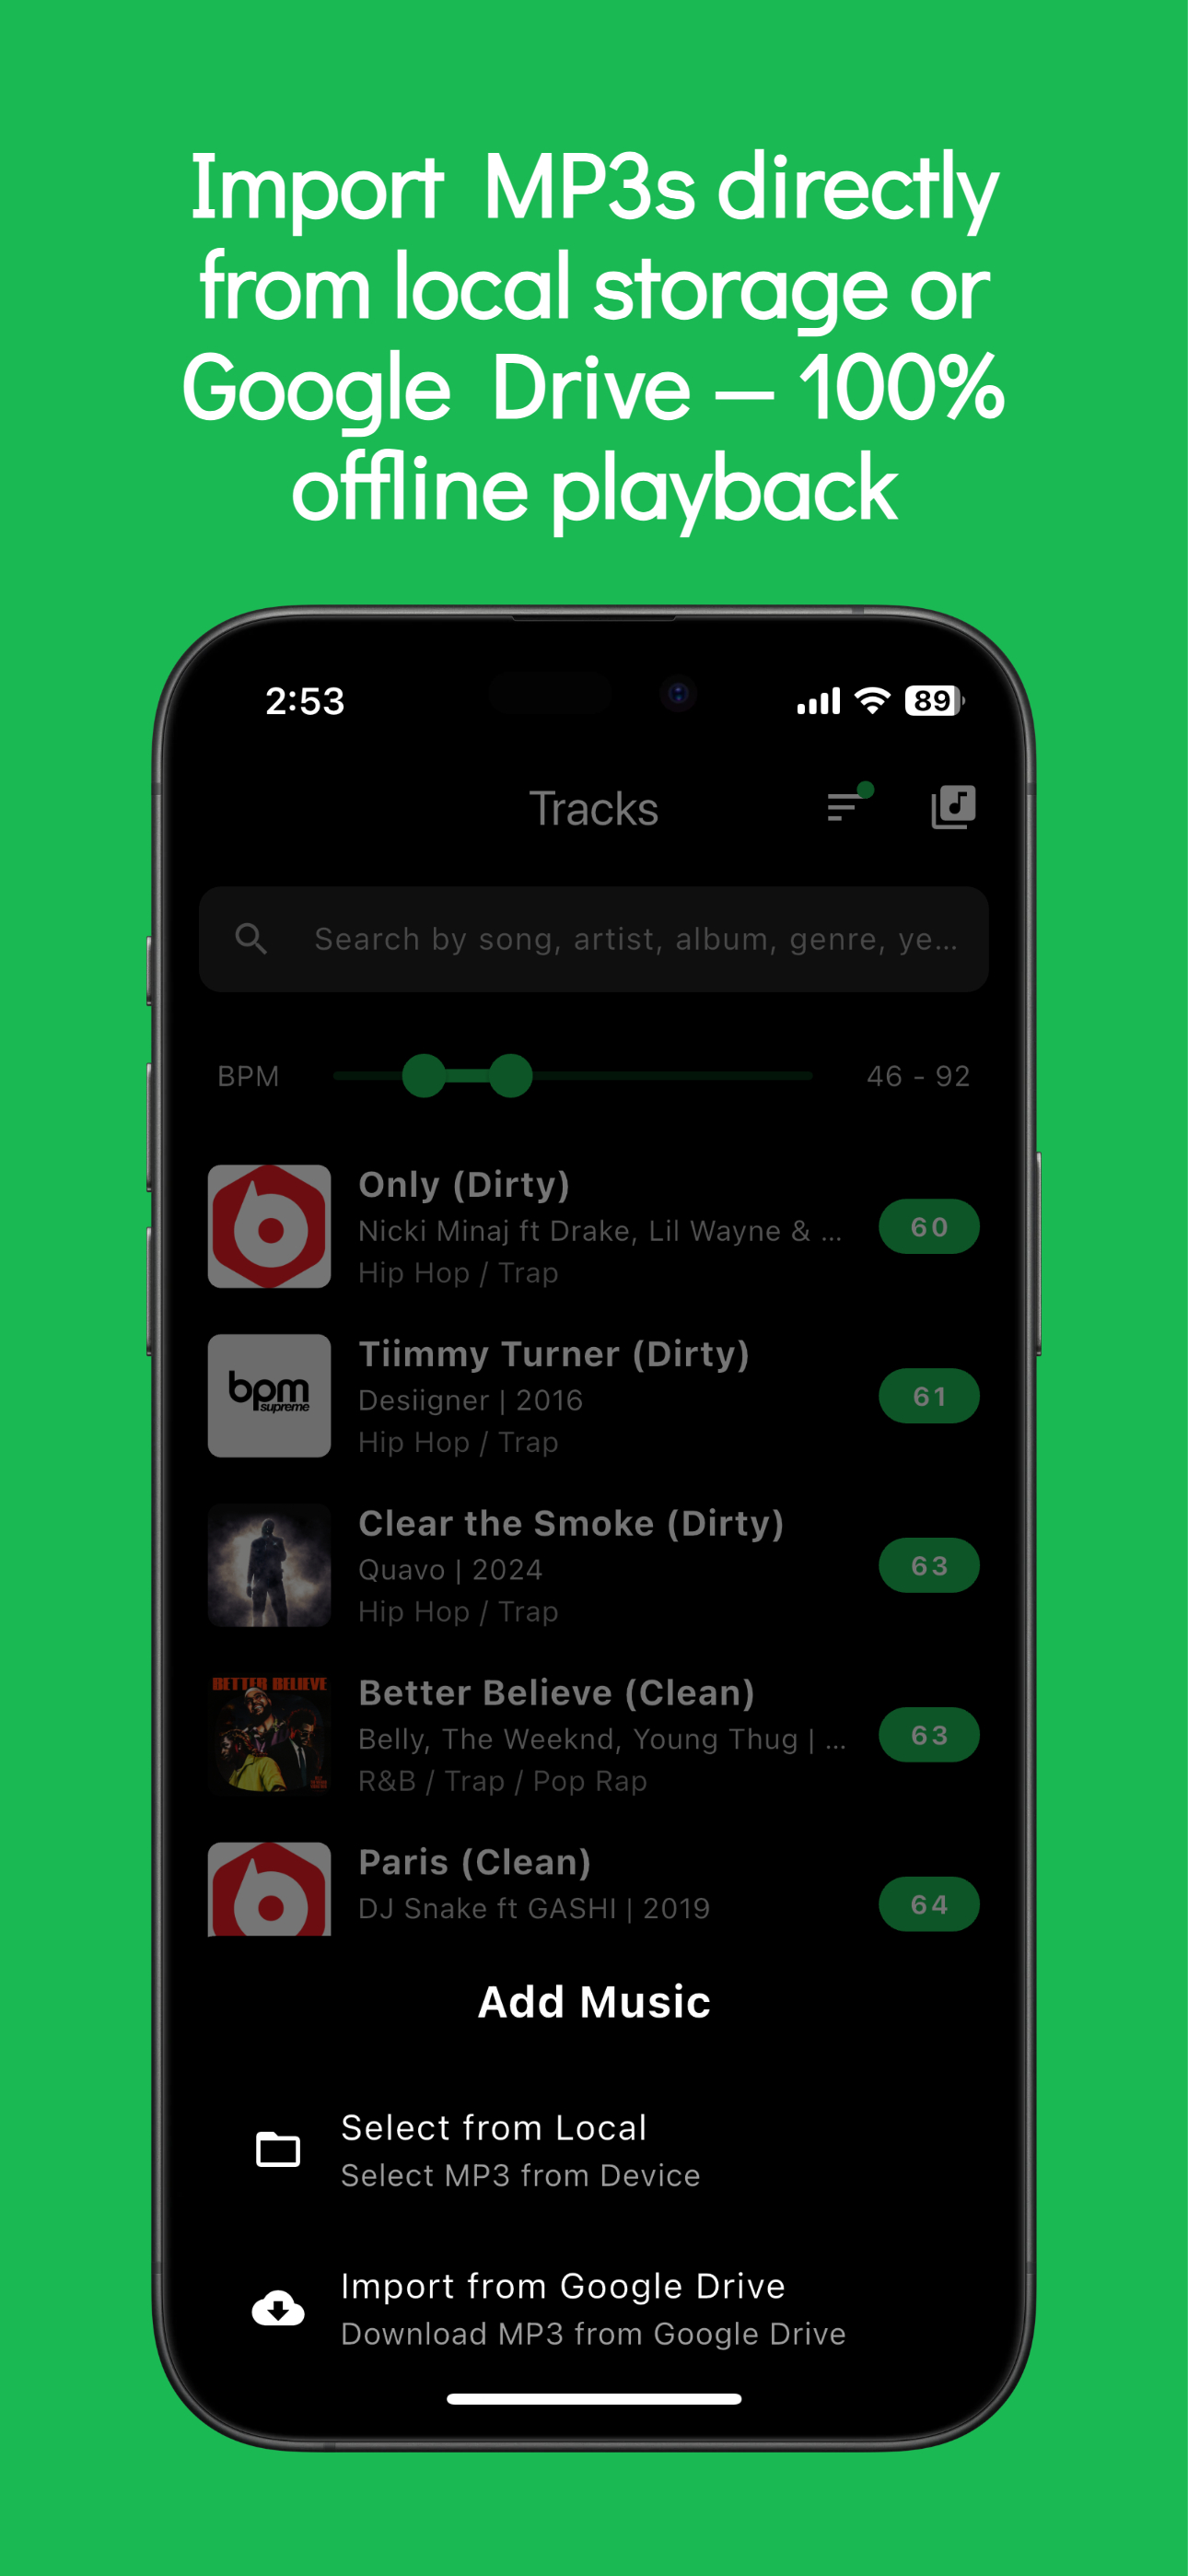 Import MP3s directly
from local storage or
Google Drive — 100%
offline playback
2:53
89
Tracks
Search by song, artist, album, genre, ye...
BPM
46 - 92
Only (Dirty)
Nicki Minaj ft Drake, Lil Wayne & ...
60
Hip Hop / Trap
bpm
supreme
Tiimmy Turner (Dirty)
Desiigner | 2016
61
Hip Hop / Trap
Clear the Smoke (Dirty)
Quavo | 2024
63
Hip Hop / Trap
BETTER BELIEVE
Better Believe (Clean)
Belly, The Weeknd, Young Thug | ...
63
R&B / Trap / Pop Rap
Paris (Clean)
DJ Snake ft GASHI | 2019
64
Add Music
Select from Local
Select MP3 from Device
Import from Google Drive
Download MP3 from Google Drive